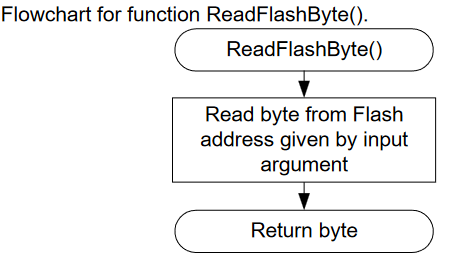 Flowchart for function ReadFlashByte().
ReadFlashByte()
Read byte from Flash
address given by input
argument
Return byte